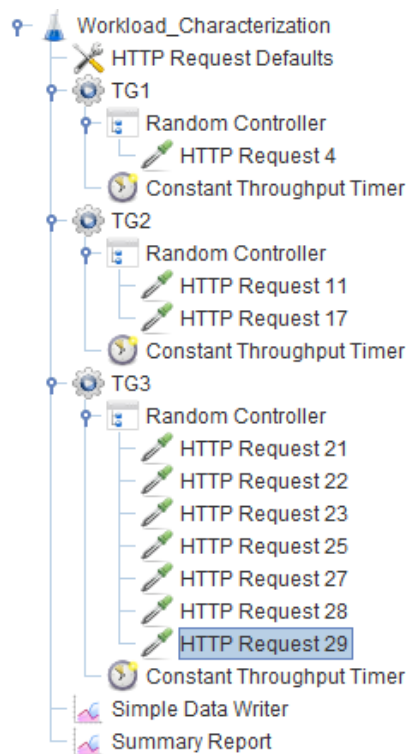 Workload_Characterization
HTTP Request Defaults
TG1
Random Controller
HTTP Request 4
Constant Throughput Timer
TG2
Random Controller
HTTP Request 11
HTTP Request 17
Constant Throughput Timer
TG3
Random Controller
HTTP Request 21
HTTP Request 22
HTTP Request 23
HTTP Request 25
HTTP Request 27
HTTP Request 28
HTTP Request 29
Constant Throughput Timer
Simple Data Writer
Summary Report